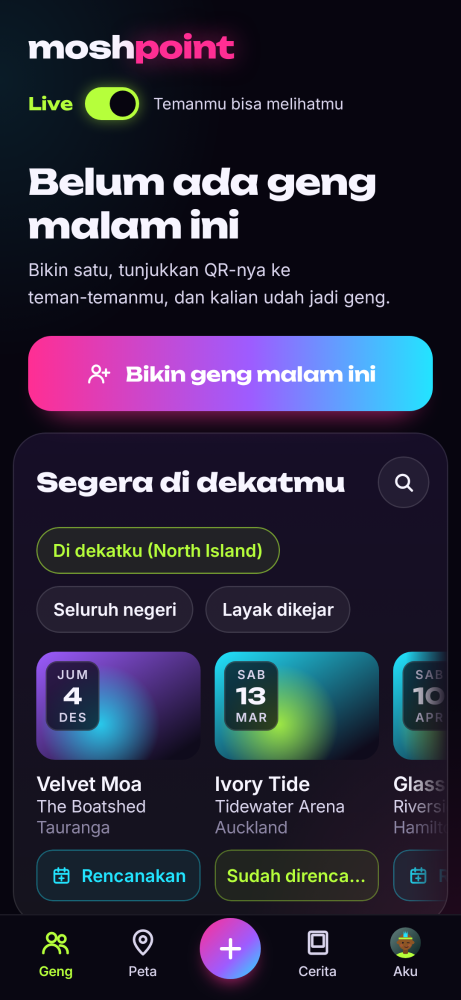 moshpoint
Live Temanmu bisa melihatmu
Belum ada geng
malam ini
Bikin satu, tunjukkan QR-nya ke
teman-temanmu, dan kalian udah jadi geng.
Bikin geng malam ini
Segera di dekatmu
Di dekatku (North Island)
Seluruh negeri Layak dikejar
JUM
4
DES
Velvet Moa
The Boatshed
Tauranga
Rencanakan
SAB
13
MAR
Ivory Tide
Tidewater Arena
Auckland
Sudah direnca...
SAB
10
APR
Glass
Geng Peta Cerita Aku